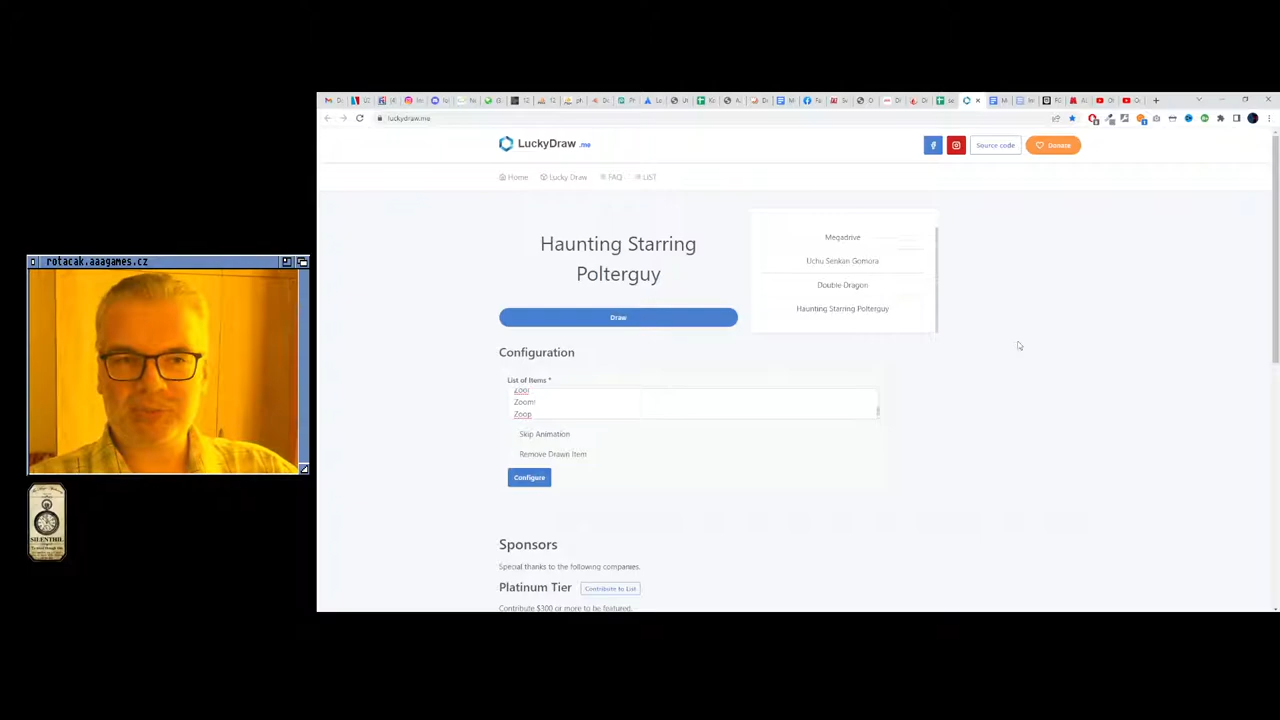 luckydraw.me
LuckyDraw .me
Source code
Donate
Home
Lucky Draw
FAQ
LIST
Haunting Starring
Polterguy
Megadrive
Uchu Senkan Gomora
Double Dragon
Haunting Starring Polterguy
Draw
Configuration
List of Items *
Zool
Zoom!
Zoop
Skip Animation
Remove Drawn Item
Configure
Sponsors
Special thanks to the following companies.
Platinum Tier
Contribute to List
Contribute $300 or more to be featured.
rotacak.aaagames.cz